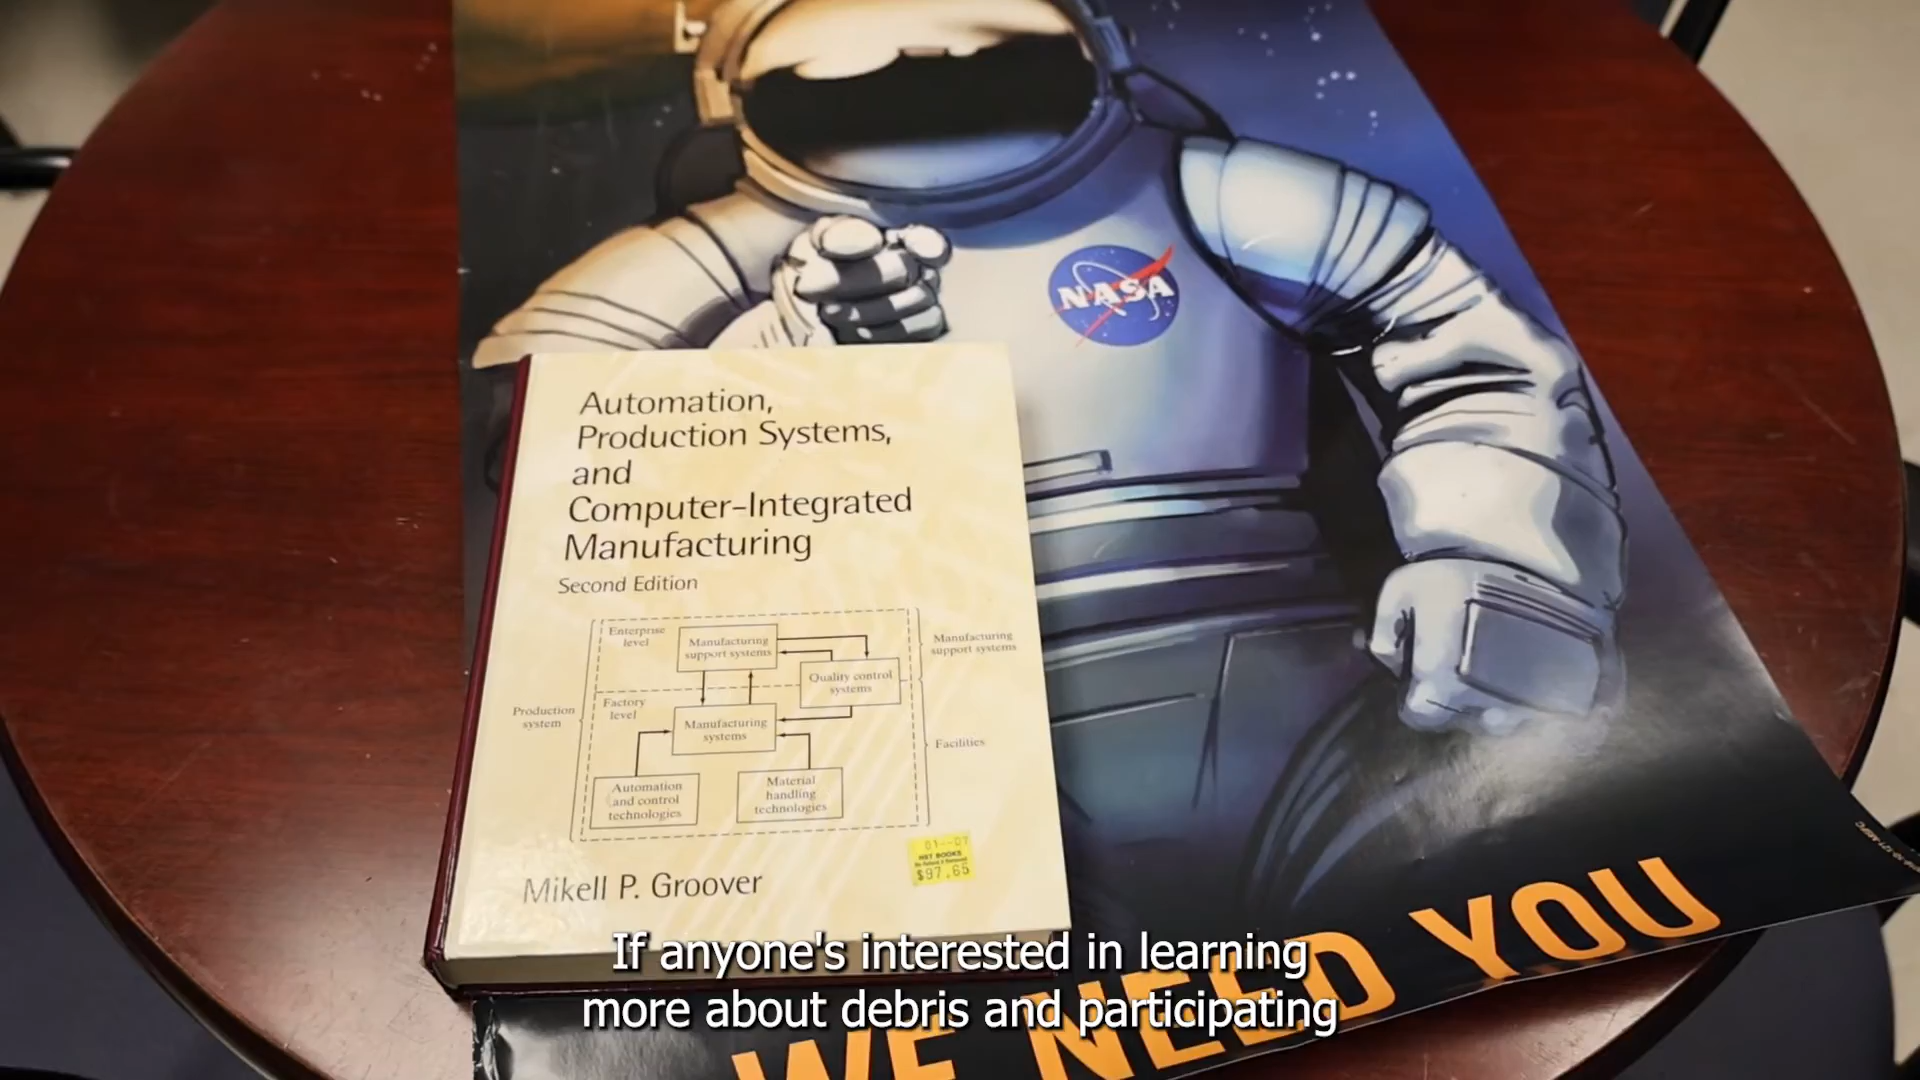 NASA
Automation,
Production Systems,
and
Computer-Integrated
Manufacturing
Second Edition
Enterprise
level
Manufacturing
support systems
Quality control
systems
Manufacturing
support systems
Production
system
Factory
level
Manufacturing
systems
Facilities
Automation
and control
technologies
Material
handling
technologies
NET BOOKS
$97.65
Mikell P. Groover
WE NEED YOU
If anyone's interested in learning
more about debris and participating